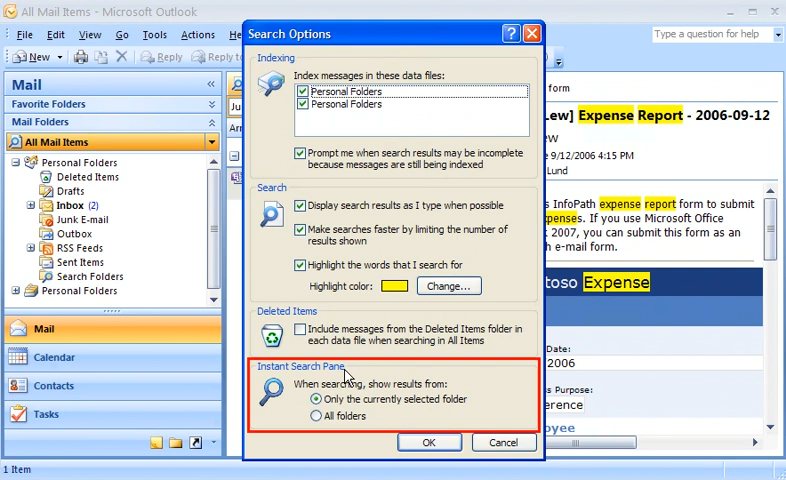 All Mail Items - Microsoft Outlook
File Edit View Go Tools Actions
Type a question for help
New Reply
Mail
Favorite Folders
Mail Folders
All Mail Items
Personal Folders
Deleted Items
Drafts
Inbox (2)
Junk E-mail
Outbox
RSS Feeds
Sent Items
Search Folders
Personal Folders
Mail
Calendar
Contacts
Tasks
1 Item
Search Options
Indexing
Index messages in these data files:
Personal Folders
Personal Folders
Prompt me when search results may be incomplete
because messages are still being indexed
Search
Display search results as I type when possible
Make searches faster by limiting the number of
results shown
Highlight the words that I search for
Highlight color: Change...
Deleted Items
Include messages from the Deleted Items folder in
each data file when searching in All Items
Instant Search Pane
When searching, show results from:
Only the currently selected folder
All folders
OK Cancel
form
Lew] Expense Report - 2006-09-12
9/12/2006 4:15 PM
Lund
InfoPath expense report form to submit
penses. If you use Microsoft Office
2007, you can submit this form as an
e-mail form.
toso Expense
Date:
2006
Purpose:
erence
oyee